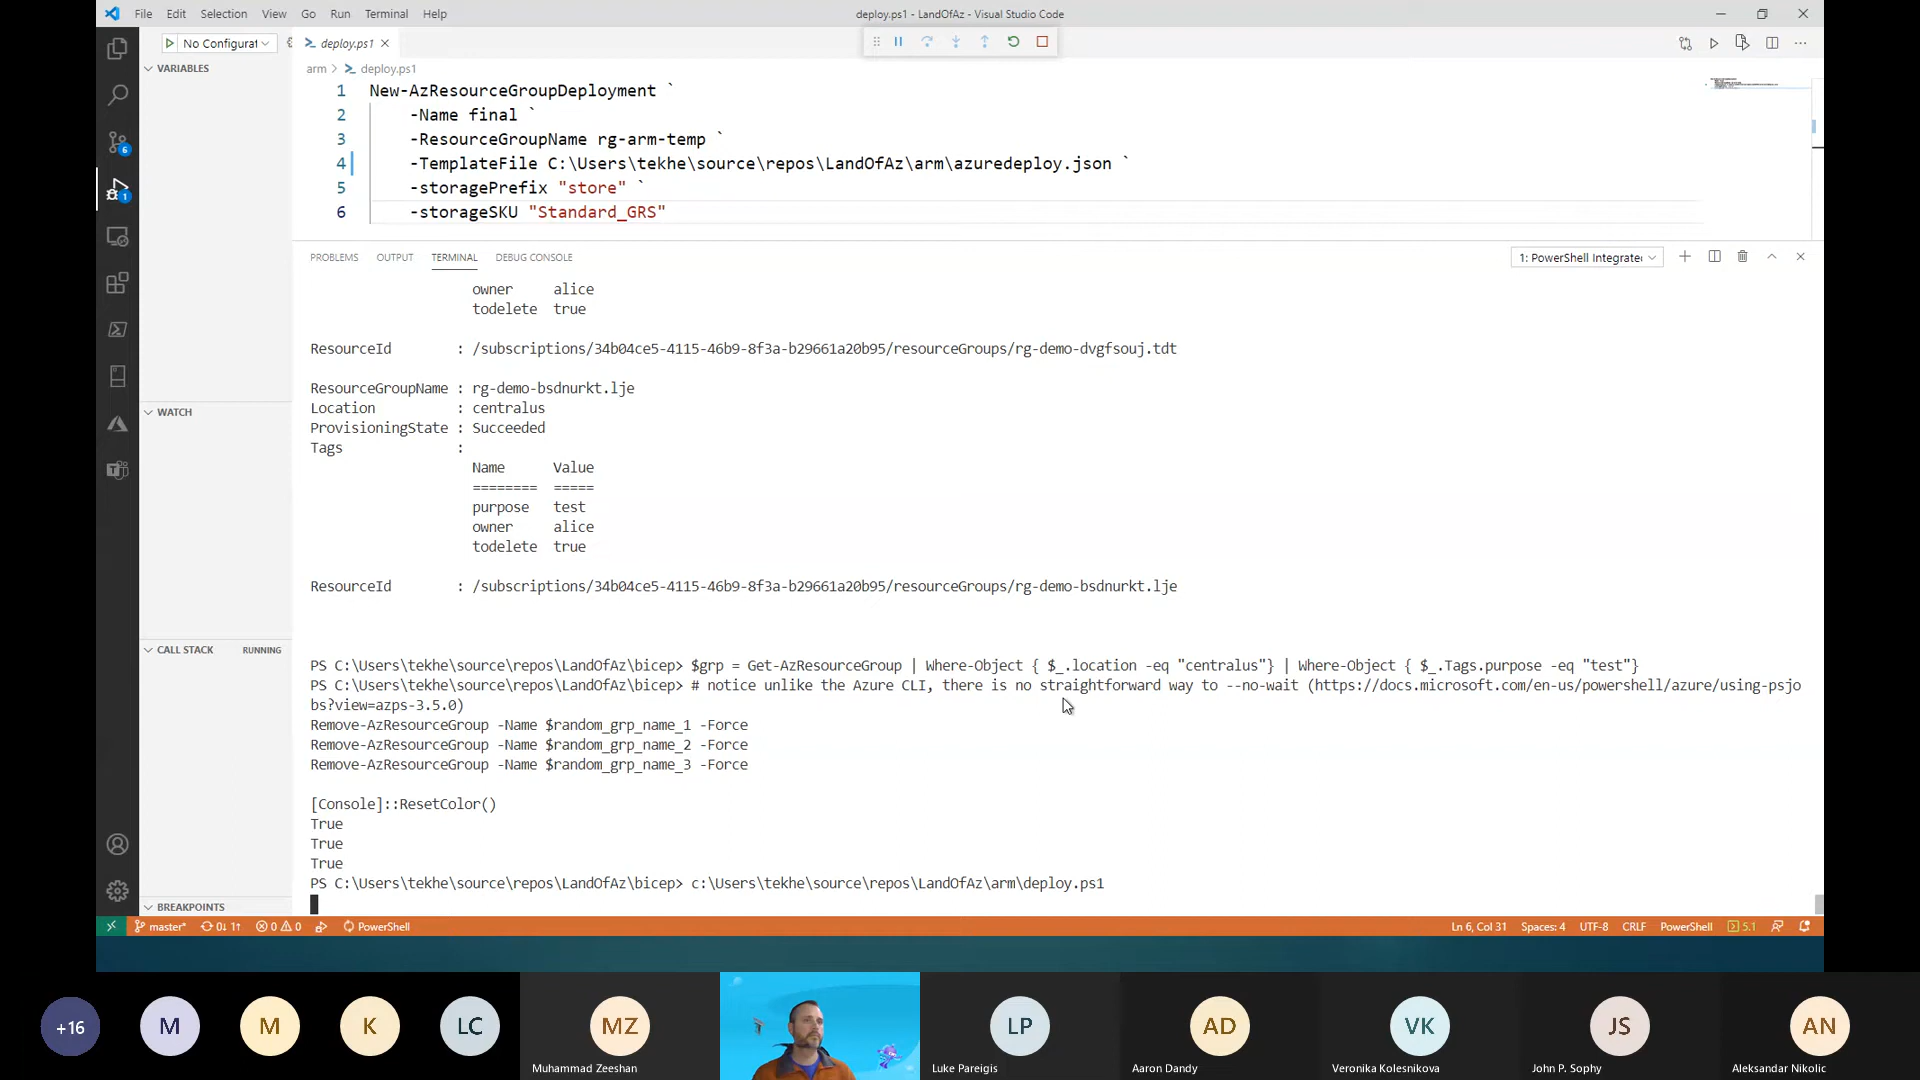 File Edit Selection View Go Run Terminal Help
deploy.ps1 - LandOfAz - Visual Studio Code
No Configurat
deploy.ps1
VARIABLES
arm > deploy.ps1
1 New-AzResourceGroupDeployment `
2 -Name final `
3 -ResourceGroupName rg-arm-temp `
4 -TemplateFile C:\Users\tekhe\source\repos\LandOfAz\arm\azuredeploy.json `
5 -storagePrefix "store" `
6 -storageSKU "Standard_GRS"
PROBLEMS OUTPUT TERMINAL DEBUG CONSOLE
1: PowerShell Integrate
owner alice
todelete true
ResourceId : /subscriptions/34b04ce5-4115-46b9-8f3a-b29661a20b95/resourceGroups/rg-demo-dvgfsouj.tdt
ResourceGroupName : rg-demo-bsdnurkt.lje
Location : centralus
ProvisioningState : Succeeded
Tags :
Name Value
======== =====
purpose test
owner alice
todelete true
ResourceId : /subscriptions/34b04ce5-4115-46b9-8f3a-b29661a20b95/resourceGroups/rg-demo-bsdnurkt.lje
PS C:\Users\tekhe\source\repos\LandOfAz\bicep> $grp = Get-AzResourceGroup | Where-Object { $_.location -eq "centralus"} | Where-Object { $_.Tags.purpose -eq "test"}
PS C:\Users\tekhe\source\repos\LandOfAz\bicep> # notice unlike the Azure CLI, there is no straightforward way to --no-wait (https://docs.microsoft.com/en-us/powershell/azure/using-psjo
bs?view=azps-3.5.0)
Remove-AzResourceGroup -Name $random_grp_name_1 -Force
Remove-AzResourceGroup -Name $random_grp_name_2 -Force
Remove-AzResourceGroup -Name $random_grp_name_3 -Force
[Console]::ResetColor()
True
True
True
PS C:\Users\tekhe\source\repos\LandOfAz\bicep> c:\Users\tekhe\source\repos\LandOfAz\arm\deploy.ps1
WATCH
CALL STACK RUNNING
BREAKPOINTS
6
1
master* 0↓ 1↑ 0 0 PowerShell
Ln 6, Col 31 Spaces: 4 UTF-8 CRLF PowerShell 5.1
+16 M M K LC MZ LP AD VK JS AN
Muhammad Zeeshan Luke Pareigis Aaron Dandy Veronika Kolesnikova John P. Sophy Aleksandar Nikolic